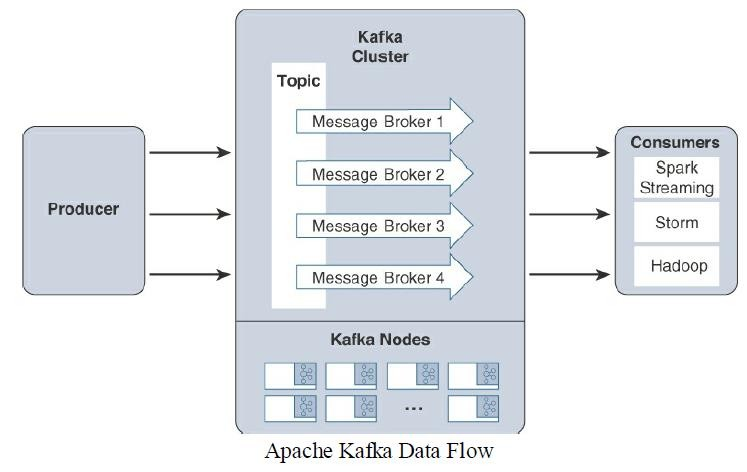 Kafka
Cluster
Topic
Message Broker 1
Message Broker 2
Message Broker 3
Message Broker 4
Producer
Consumers
Spark
Streaming
Storm
Hadoop
Kafka Nodes
...
Apache Kafka Data Flow